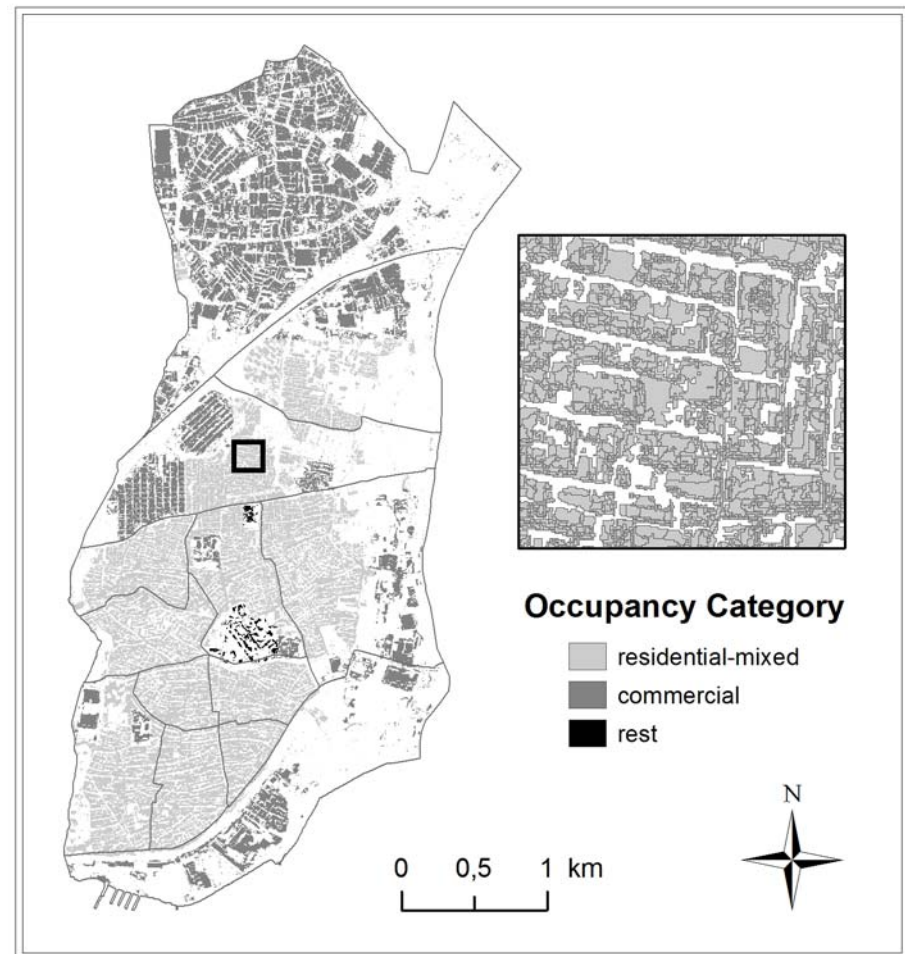 Occupancy Category
residential-mixed
commercial
rest
N
0 0,5 1 km